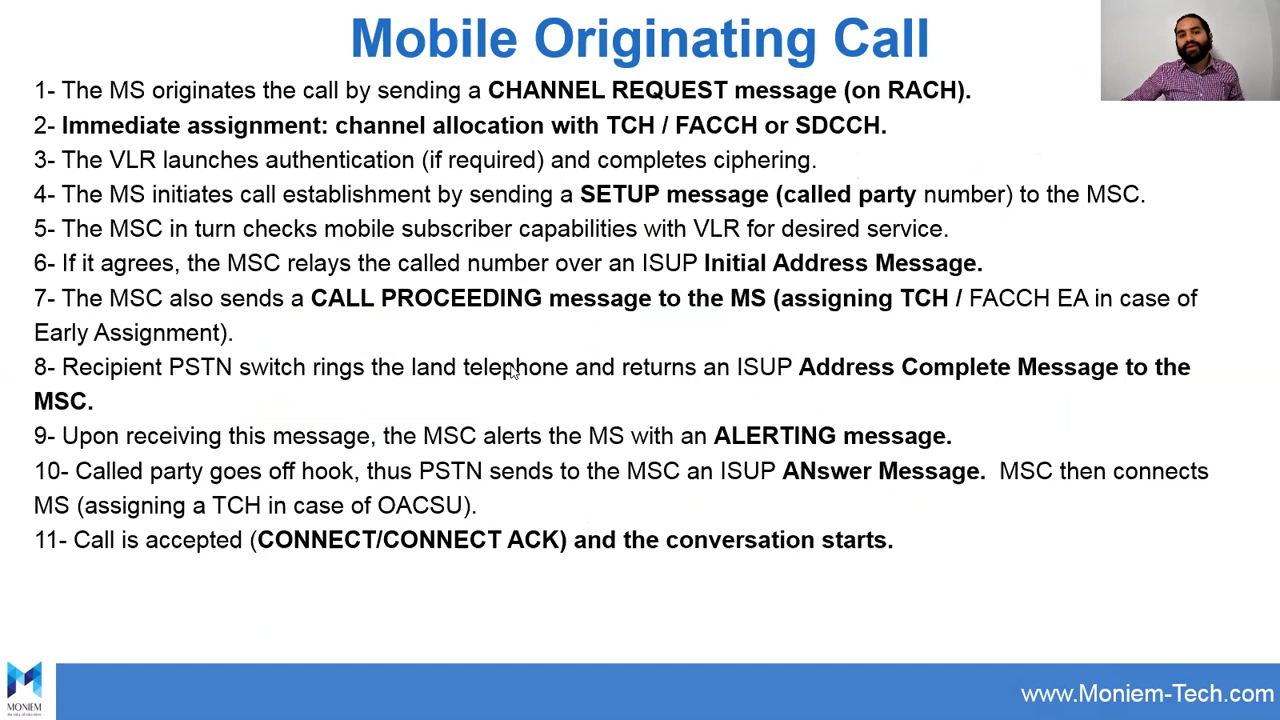 Mobile Originating Call
1- The MS originates the call by sending a CHANNEL REQUEST message (on RACH).
2- Immediate assignment: channel allocation with TCH / FACCH or SDCCH.
3- The VLR launches authentication (if required) and completes ciphering.
4- The MS initiates call establishment by sending a SETUP message (called party number) to the MSC.
5- The MSC in turn checks mobile subscriber capabilities with VLR for desired service.
6- If it agrees, the MSC relays the called number over an ISUP Initial Address Message.
7- The MSC also sends a CALL PROCEEDING message to the MS (assigning TCH / FACCH EA in case of
Early Assignment).
8- Recipient PSTN switch rings the land telephone and returns an ISUP Address Complete Message to the
MSC.
9- Upon receiving this message, the MSC alerts the MS with an ALERTING message.
10- Called party goes off hook, thus PSTN sends to the MSC an ISUP ANswer Message.  MSC then connects
MS (assigning a TCH in case of OACSU).
11- Call is accepted (CONNECT/CONNECT ACK) and the conversation starts.
MONIEM
www.Moniem-Tech.com